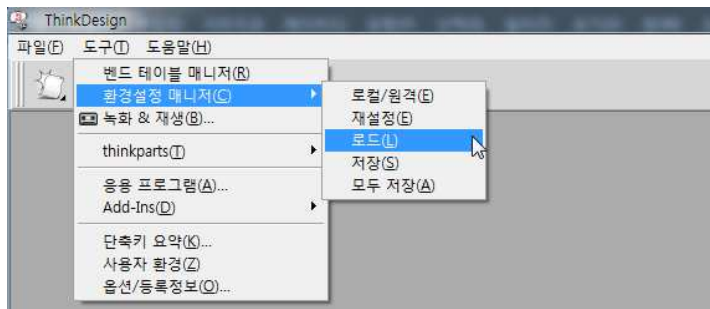 ThinkDesign
파일(F) 도구(T) 도움말(H)
벤드 테이블 매니저(R)
환경설정 매니저(C)
녹화 & 재생(B)...
thinkparts(T)
응용 프로그램(A)...
Add-Ins(D)
단축키 요약(K)...
사용자 환경(Z)
옵션/등록정보(O)...
로컬/원격(E)
재설정(E)
로드(L)
저장(S)
모두 저장(A)